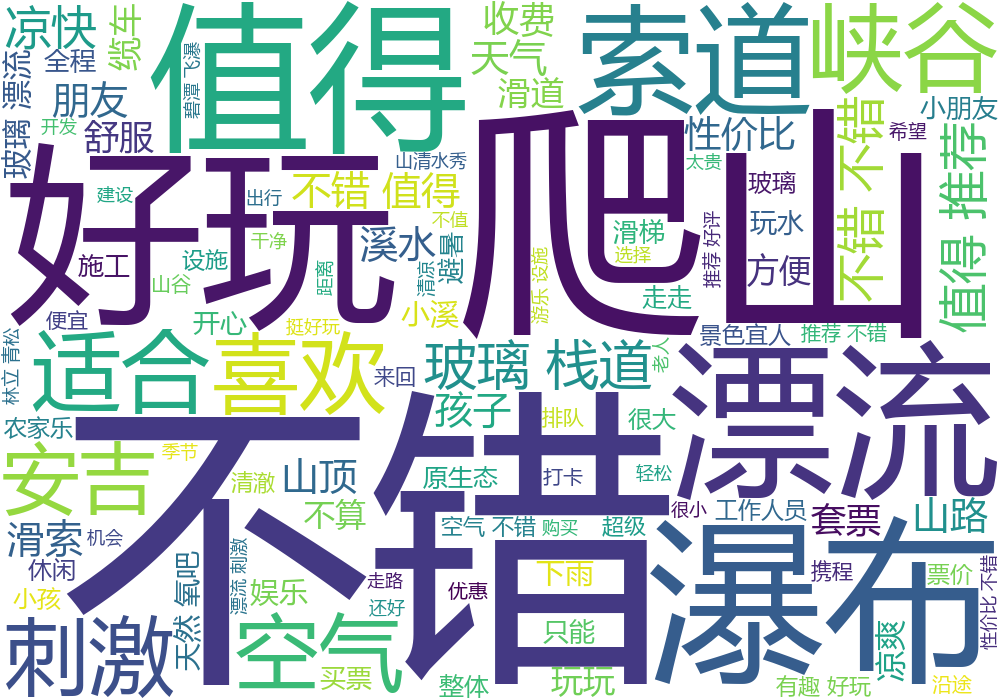 凉快
缆车
值得
收费
天气
索道
峡谷
玻璃 漂流
全程
碧潭 飞瀑
朋友
滑道
小朋友
开发
舒服
性价比
不错 不错
希望
值得 推荐
好玩
爬山
山清水秀
太贵
建设
出行
不错 值得
玻璃
不值
玩水
施工
设施
干净
溪水
避暑
滑梯
选择
推荐 好评
方便
山谷
距离
清凉
游乐 设施
走走
便宜
开心
挺好玩
小溪
景色宜人
推荐 不错
林立 青松
适合
喜欢
来回
玻璃 栈道
老人
漂流
农家乐
孩子
排队
很大
不错
安吉
季节
清澈
山顶
原生态
打卡
轻松
不算
空气 不错
购买
超级
很小
工作人员
套票
山路
滑索
机会
瀑布
休闲
天然 氧吧
漂流 刺激
走路
优惠
下雨
携程
票价
性价比 不错
小孩
娱乐
还好
刺激
空气
只能
凉爽
买票
整体
玩玩
有趣 好玩
沿途